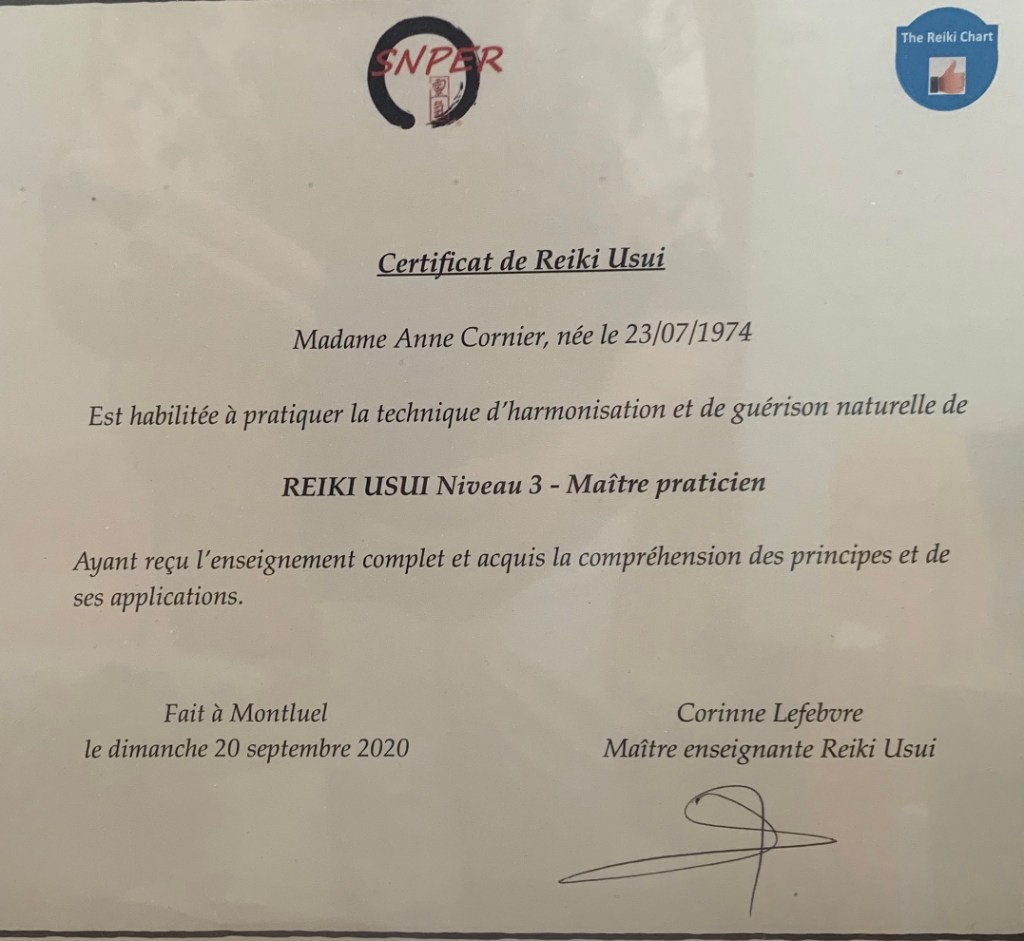 SNPER
The Reiki Chart
Certificat de Reiki Usui
Madame Anne Cornier, née le 23/07/1974
Est habilitée à pratiquer la technique d'harmonisation et de guérison naturelle de
REIKI USUI Niveau 3 - Maître praticien
Ayant reçu l'enseignement complet et acquis la compréhension des principes et de
ses applications.
Fait à Montluel
le dimanche 20 septembre 2020
Corinne Lefebvre
Maître enseignante Reiki Usui